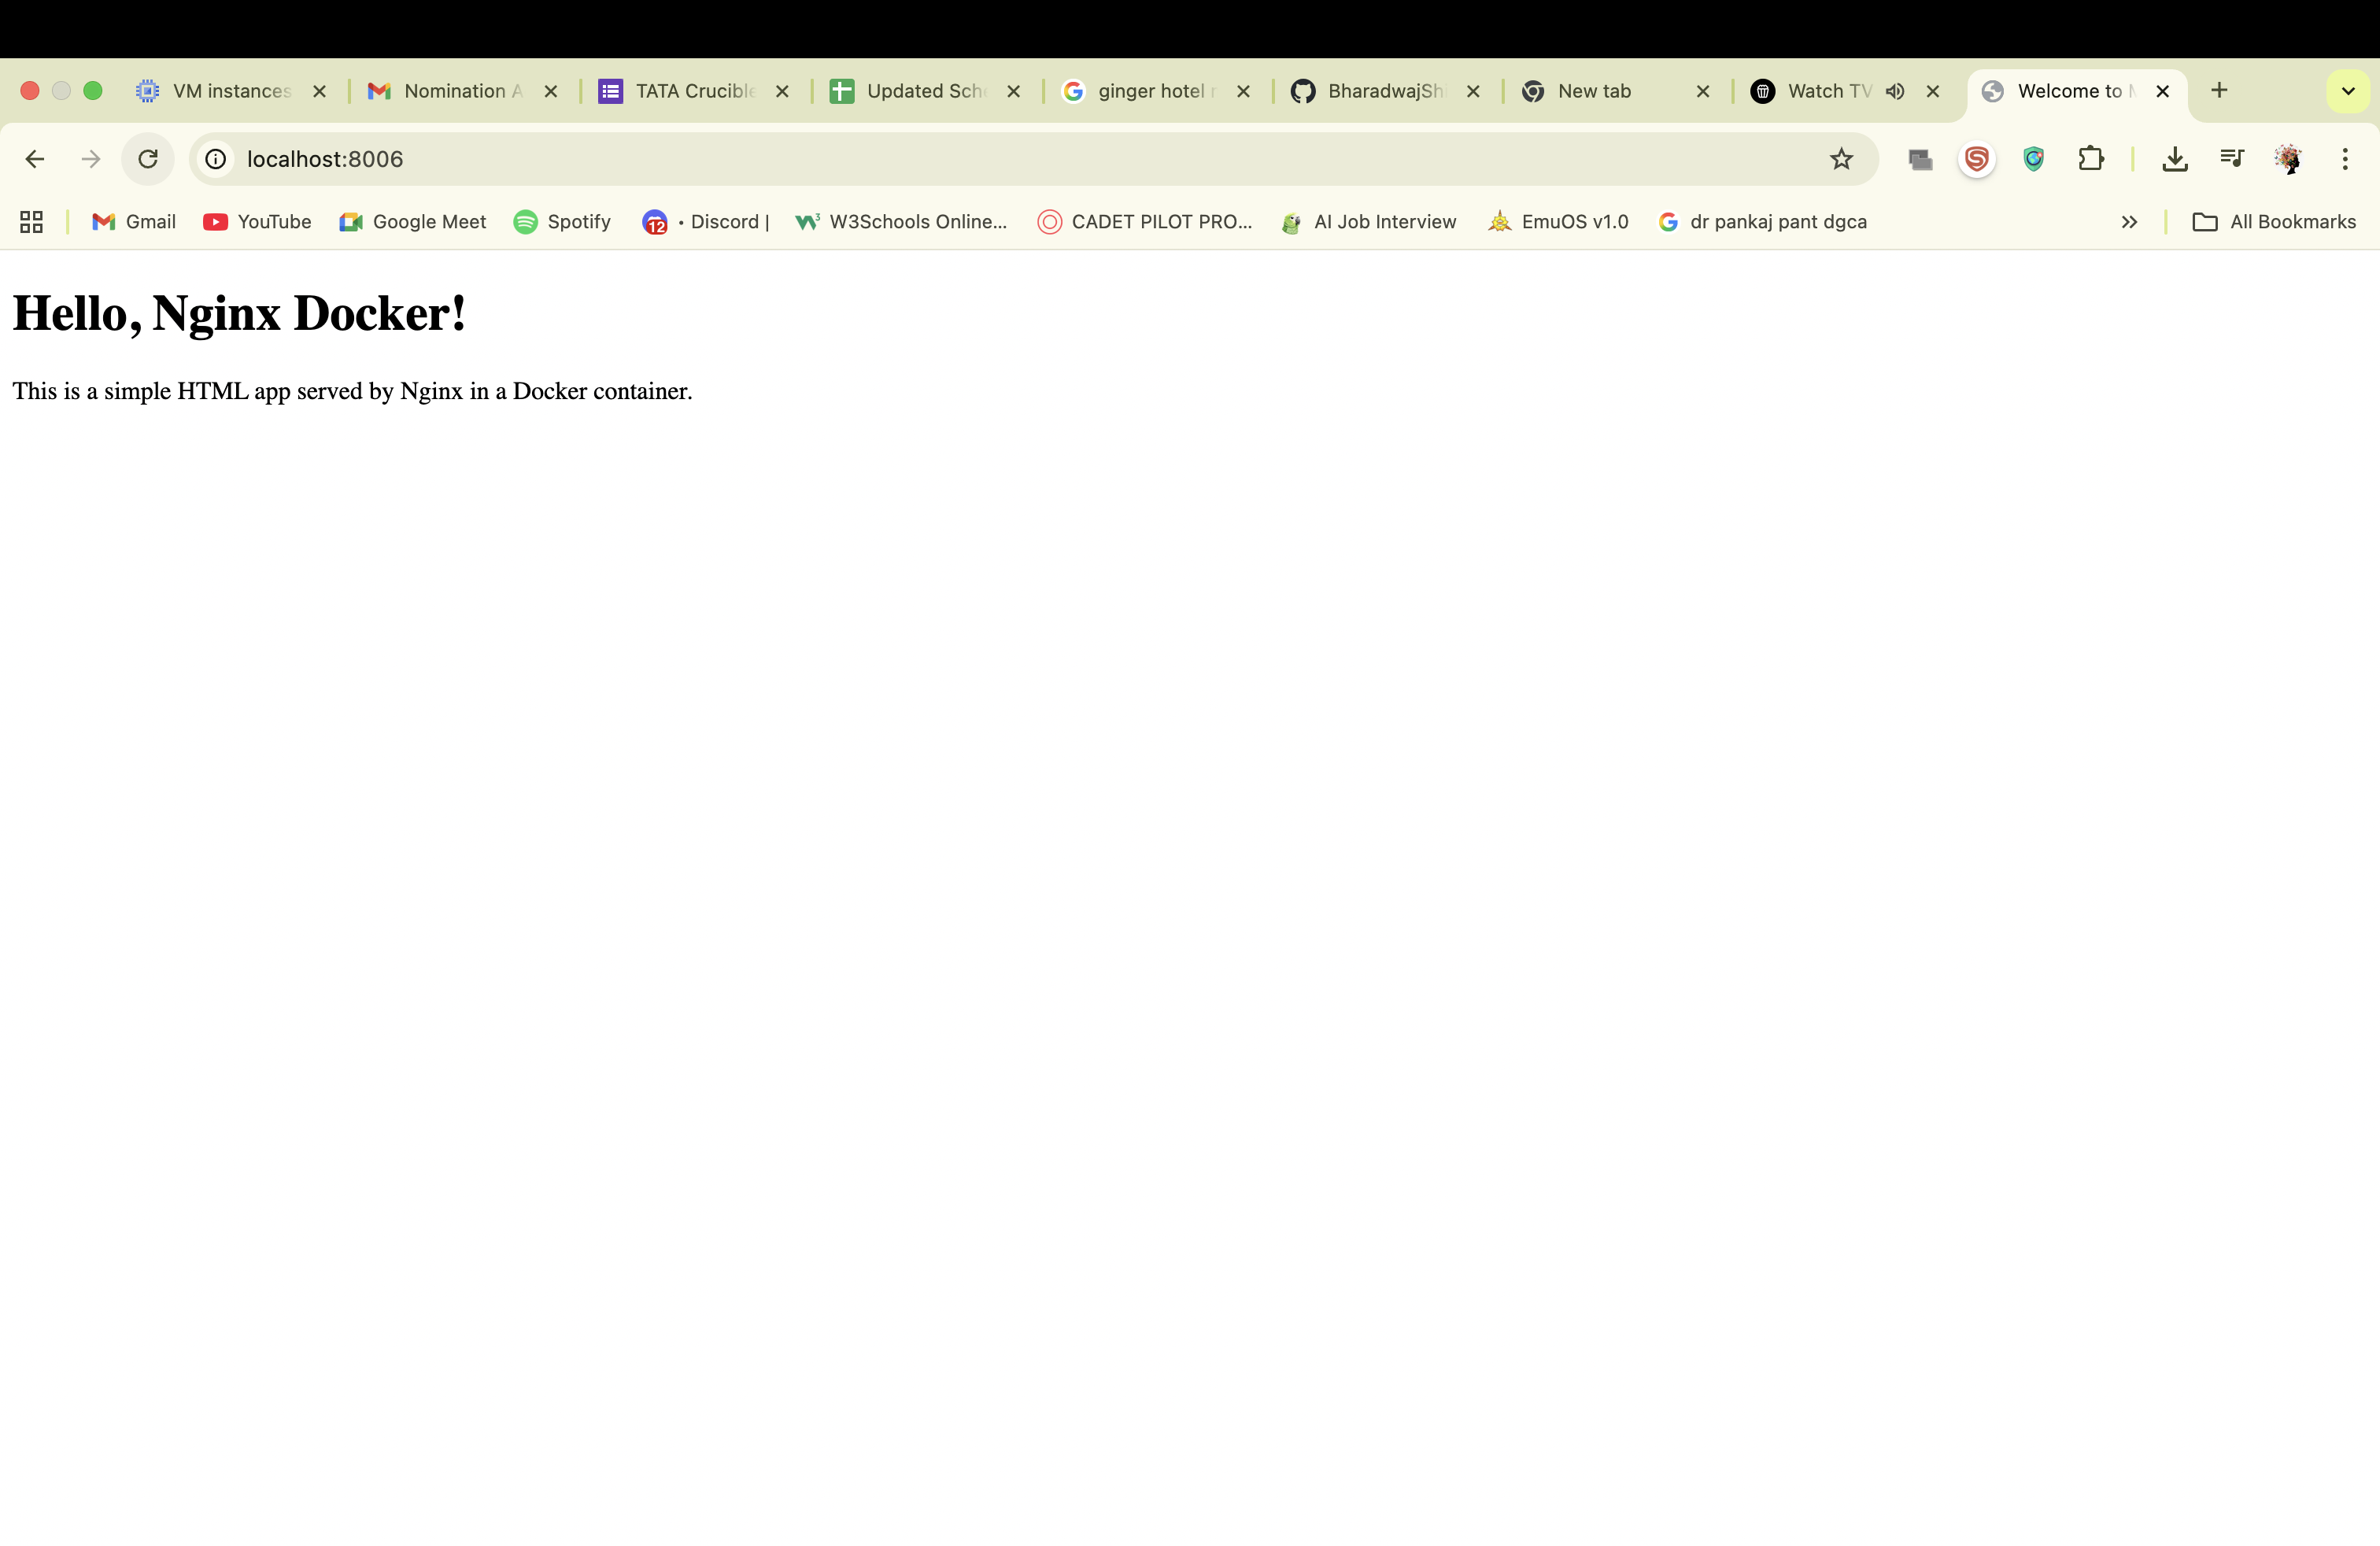 VM instances
Nomination A
TATA Crucible
Updated Sche
ginger hotel
BharadwajSh
New tab
Watch TV
Welcome to
localhost:8006
Gmail
YouTube
Google Meet
Spotify
12
• Discord |
W3Schools Online...
CADET PILOT PRO...
AI Job Interview
EmuOS v1.0
dr pankaj pant dgca
All Bookmarks
Hello, Nginx Docker!
This is a simple HTML app served by Nginx in a Docker container.